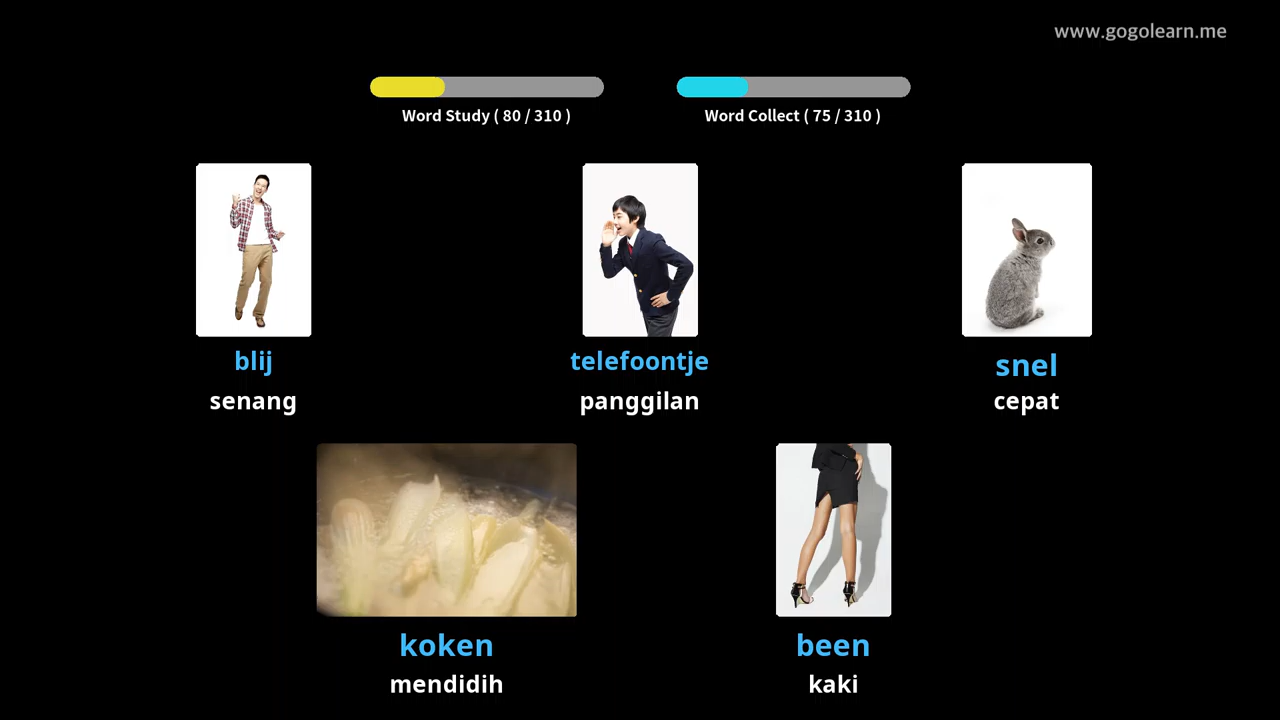 www.gogolearn.me
Word Study ( 80 / 310 )
Word Collect ( 75 / 310 )
blij
telefoontje
snel
senang
panggilan
cepat
koken
been
mendidih
kaki